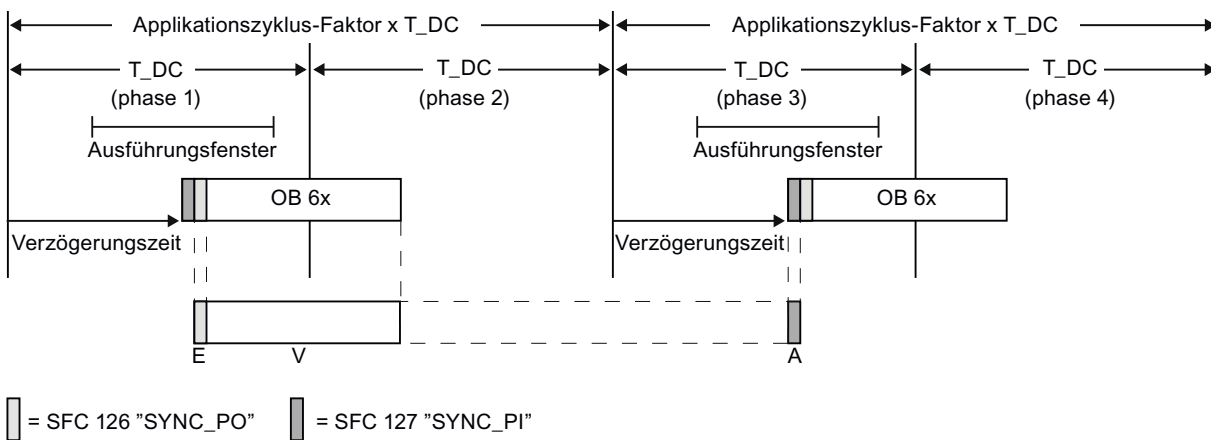 Applikationszyklus-Faktor x T_DC Applikationszyklus-Faktor x T_DC
T_DC T_DC T_DC T_DC
(phase 1) (phase 2) (phase 3) (phase 4)
Ausführungsfenster Ausführungsfenster
OB 6x OB 6x
Verzögerungszeit Verzögerungszeit
E V A
= SFC 126 "SYNC_PO" = SFC 127 "SYNC_PI"